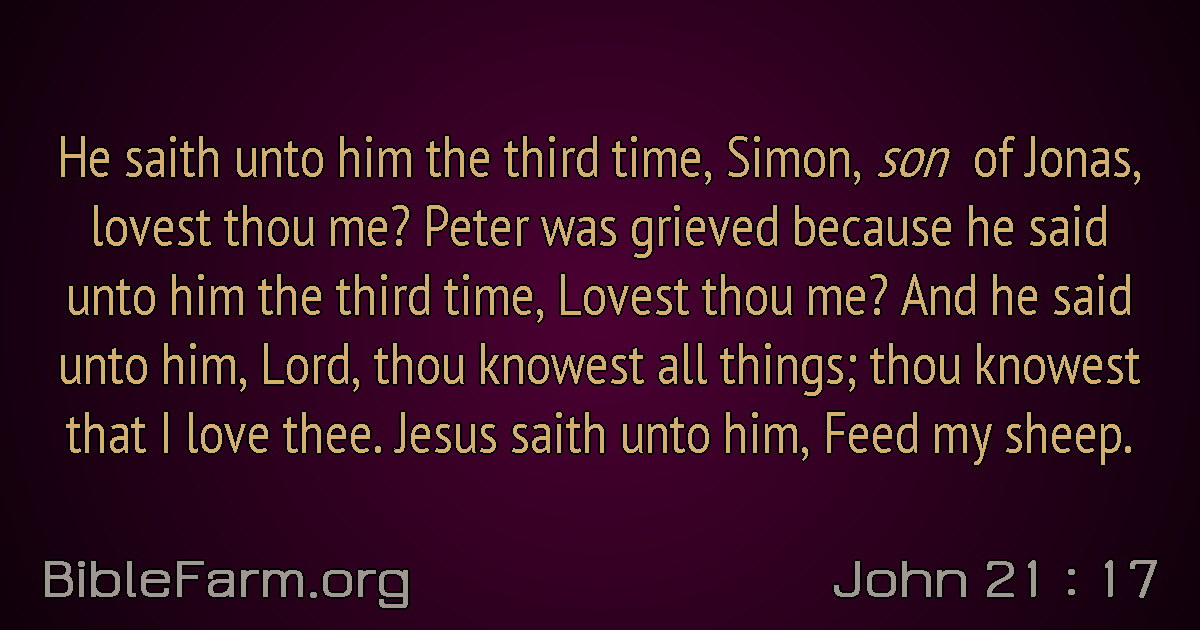 He saith unto him the third time, Simon, son of Jonas,
lovest thou me? Peter was grieved because he said
unto him the third time, Lovest thou me? And he said
unto him, Lord, thou knowest all things; thou knowest
that I love thee. Jesus saith unto him, Feed my sheep.
BibleFarm.org
John 21 : 17